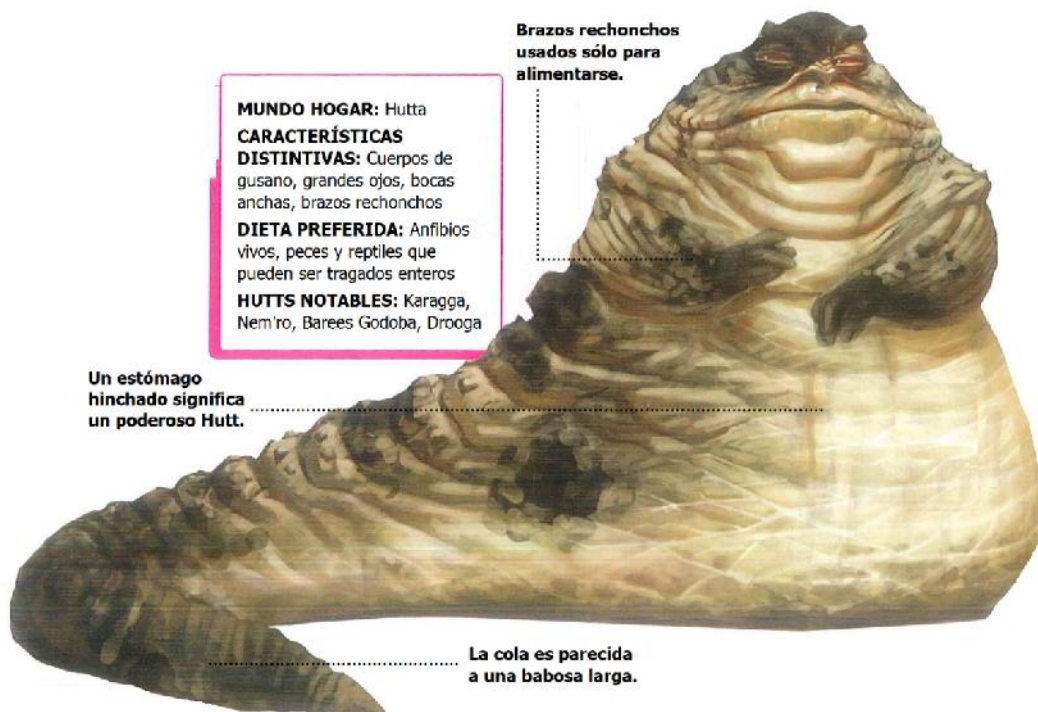 Brazos rechonchos
usados sólo para
alimentarse.
MUNDO HOGAR: Hutta
CARACTERÍSTICAS
DISTINTIVAS: Cuerpos de
gusano, grandes ojos, bocas
anchas, brazos rechonchos
DIETA PREFERIDA: Anfibios
vivos, peces y reptiles que
pueden ser tragados enteros
HUTTS NOTABLES: Karagga,
Nem'ro, Barees Godoba, Drooga
Un estómago
hinchado significa
un poderoso Hutt.
La cola es parecida
a una babosa larga.